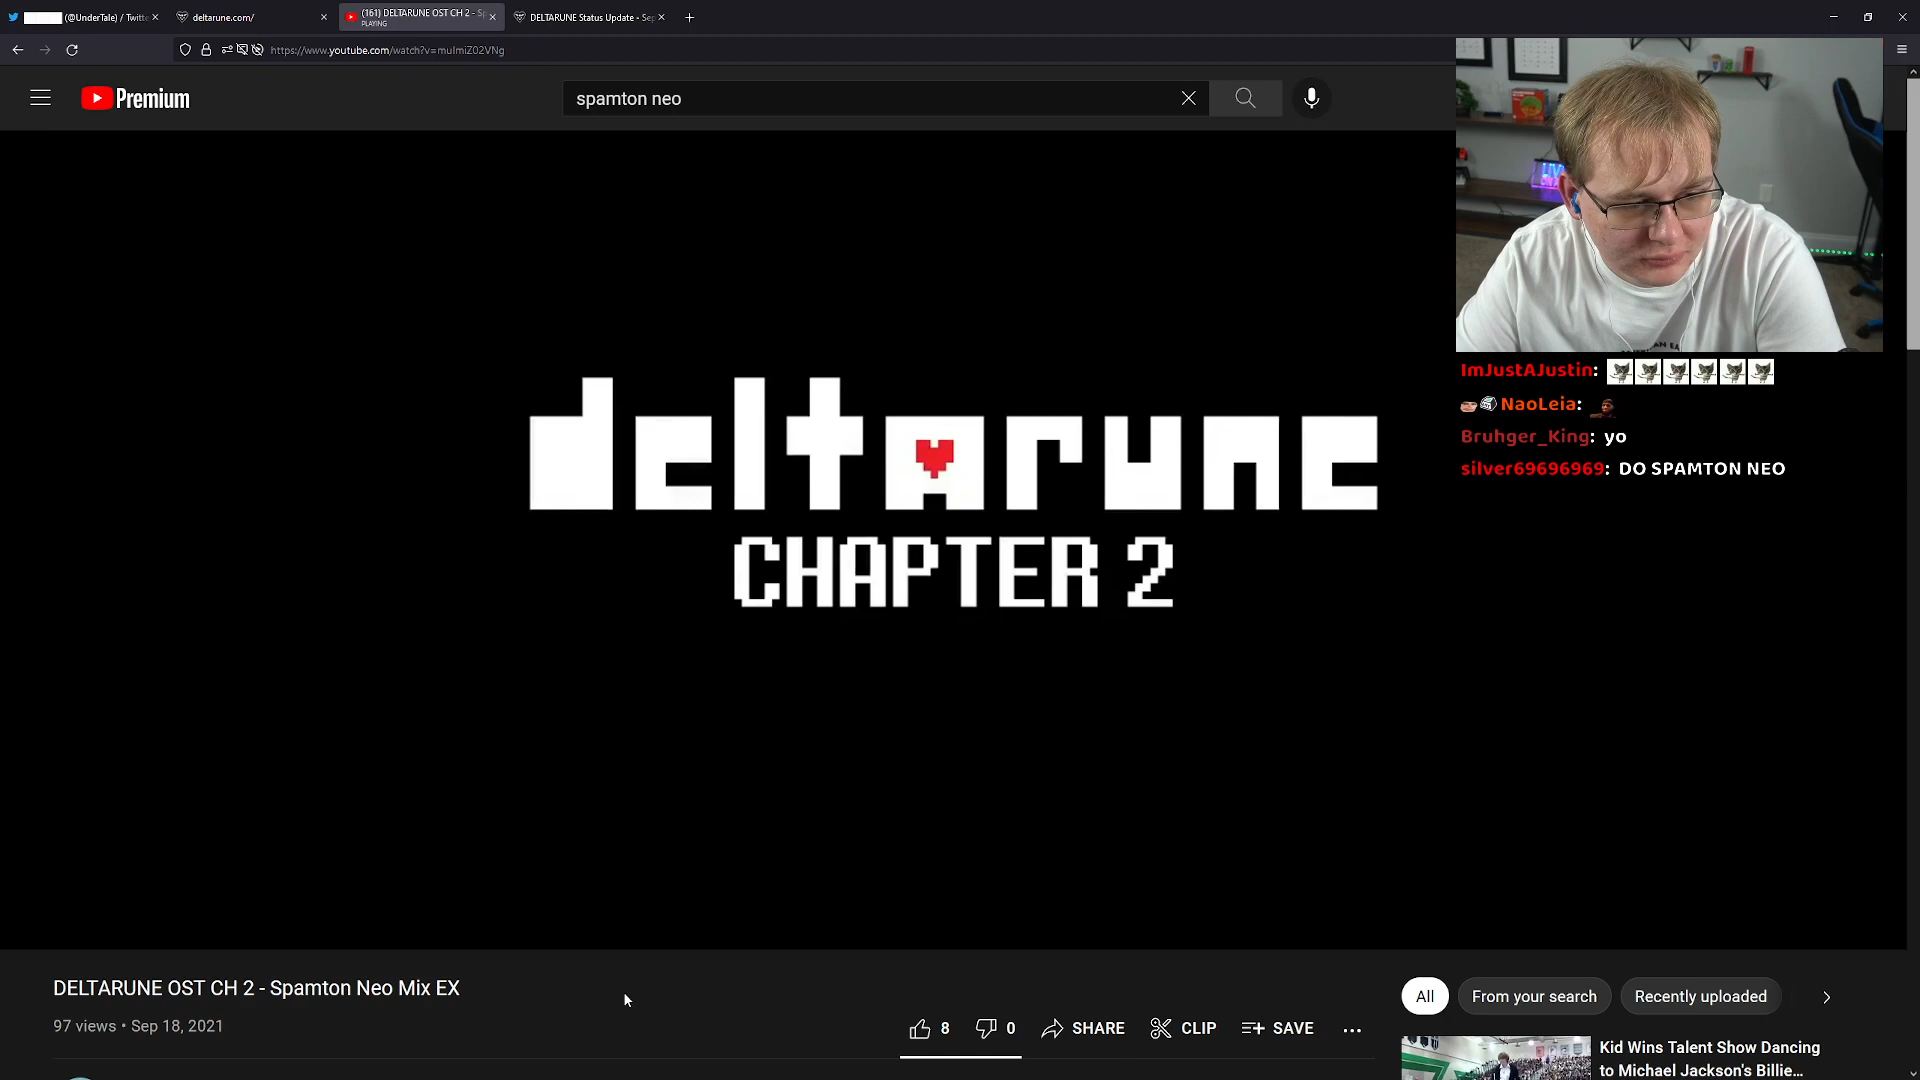 (@UnderTale) / Twitte
deltarune.com/
(161) DELTARUNE OST CH 2 - Sp
PLAYING
DELTARUNE Status Update - Sep
https://www.youtube.com/watch?v=mulmiZ02VNg
Premium
spamton neo
LIVE
ImJustAJustin:
NaoLeia:
Bruhger_King: yo
silver69696969: DO SPAMTON NEO
deltarune
CHAPTER 2
DELTARUNE OST CH 2 - Spamton Neo Mix EX
97 views • Sep 18, 2021
8
0
SHARE
CLIP
SAVE
All
From your search
Recently uploaded
Kid Wins Talent Show Dancing
to Michael Jackson's Billie...